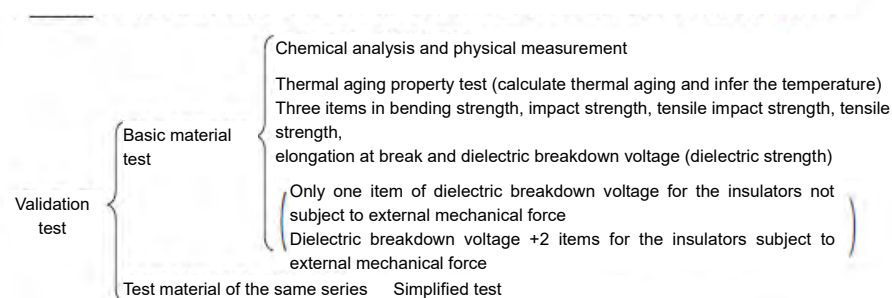 Chemical analysis and physical measurement
Thermal aging property test (calculate thermal aging and infer the temperature)
Three items in bending strength, impact strength, tensile impact strength, tensile
strength,
Basic material
test
elongation at break and dielectric breakdown voltage (dielectric strength)
Only one item of dielectric breakdown voltage for the insulators not
subject to external mechanical force
Validation
test
Dielectric breakdown voltage +2 items for the insulators subject to
external mechanical force
Test material of the same series Simplified test